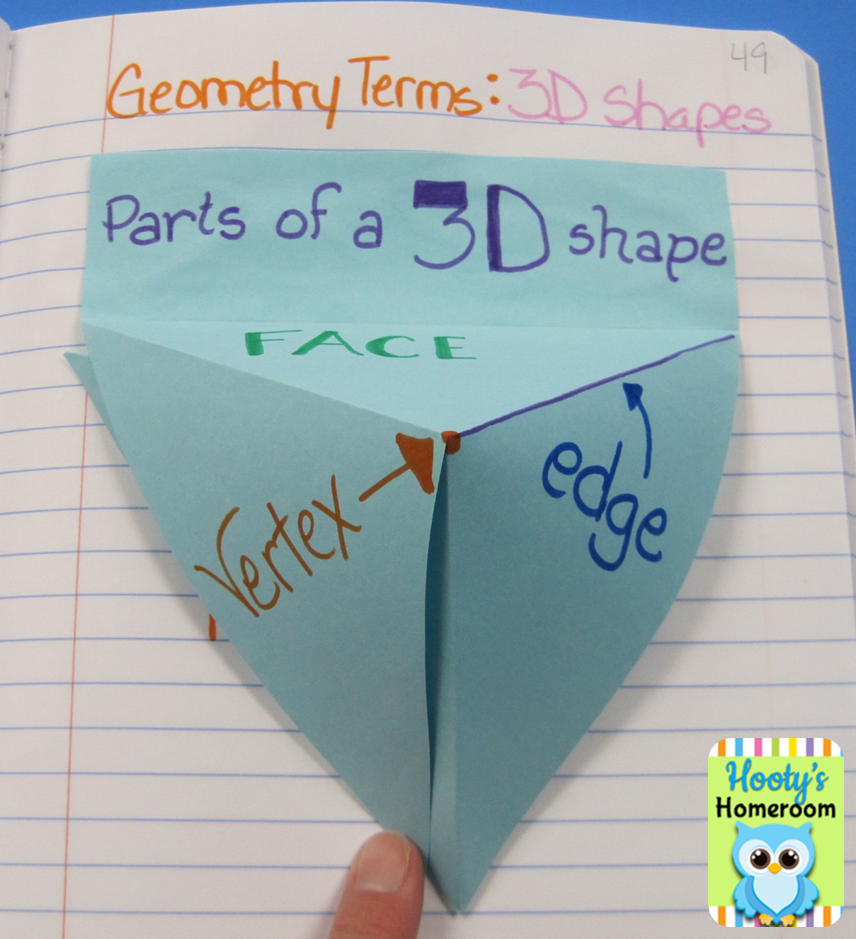 49
Geometry Terms: 3D shapes
Parts of a 3D shape
FACE
Vertex
edge
Hooty's
Homeroom